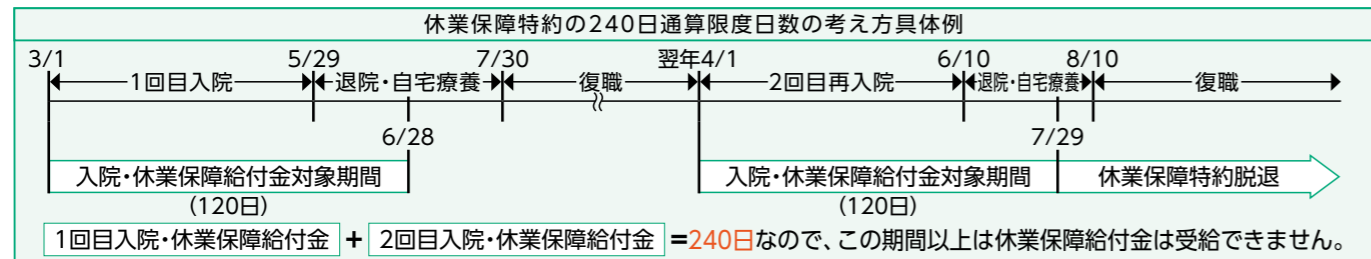 休業保障特約の240日通算限度日数の考え方具体例
3/1 5/29 7/30 翌年4/1 6/10 8/10
1回目入院 退院・自宅療養 復職 2回目再入院 退院・自宅療養 復職
6/28 7/29
入院・休業保障給付金対象期間 入院・休業保障給付金対象期間 休業保障特約脱退
(120日) (120日)
1回目入院・休業保障給付金 + 2回目入院・休業保障給付金 =240日なので、この期間以上は休業保障給付金は受給できません。